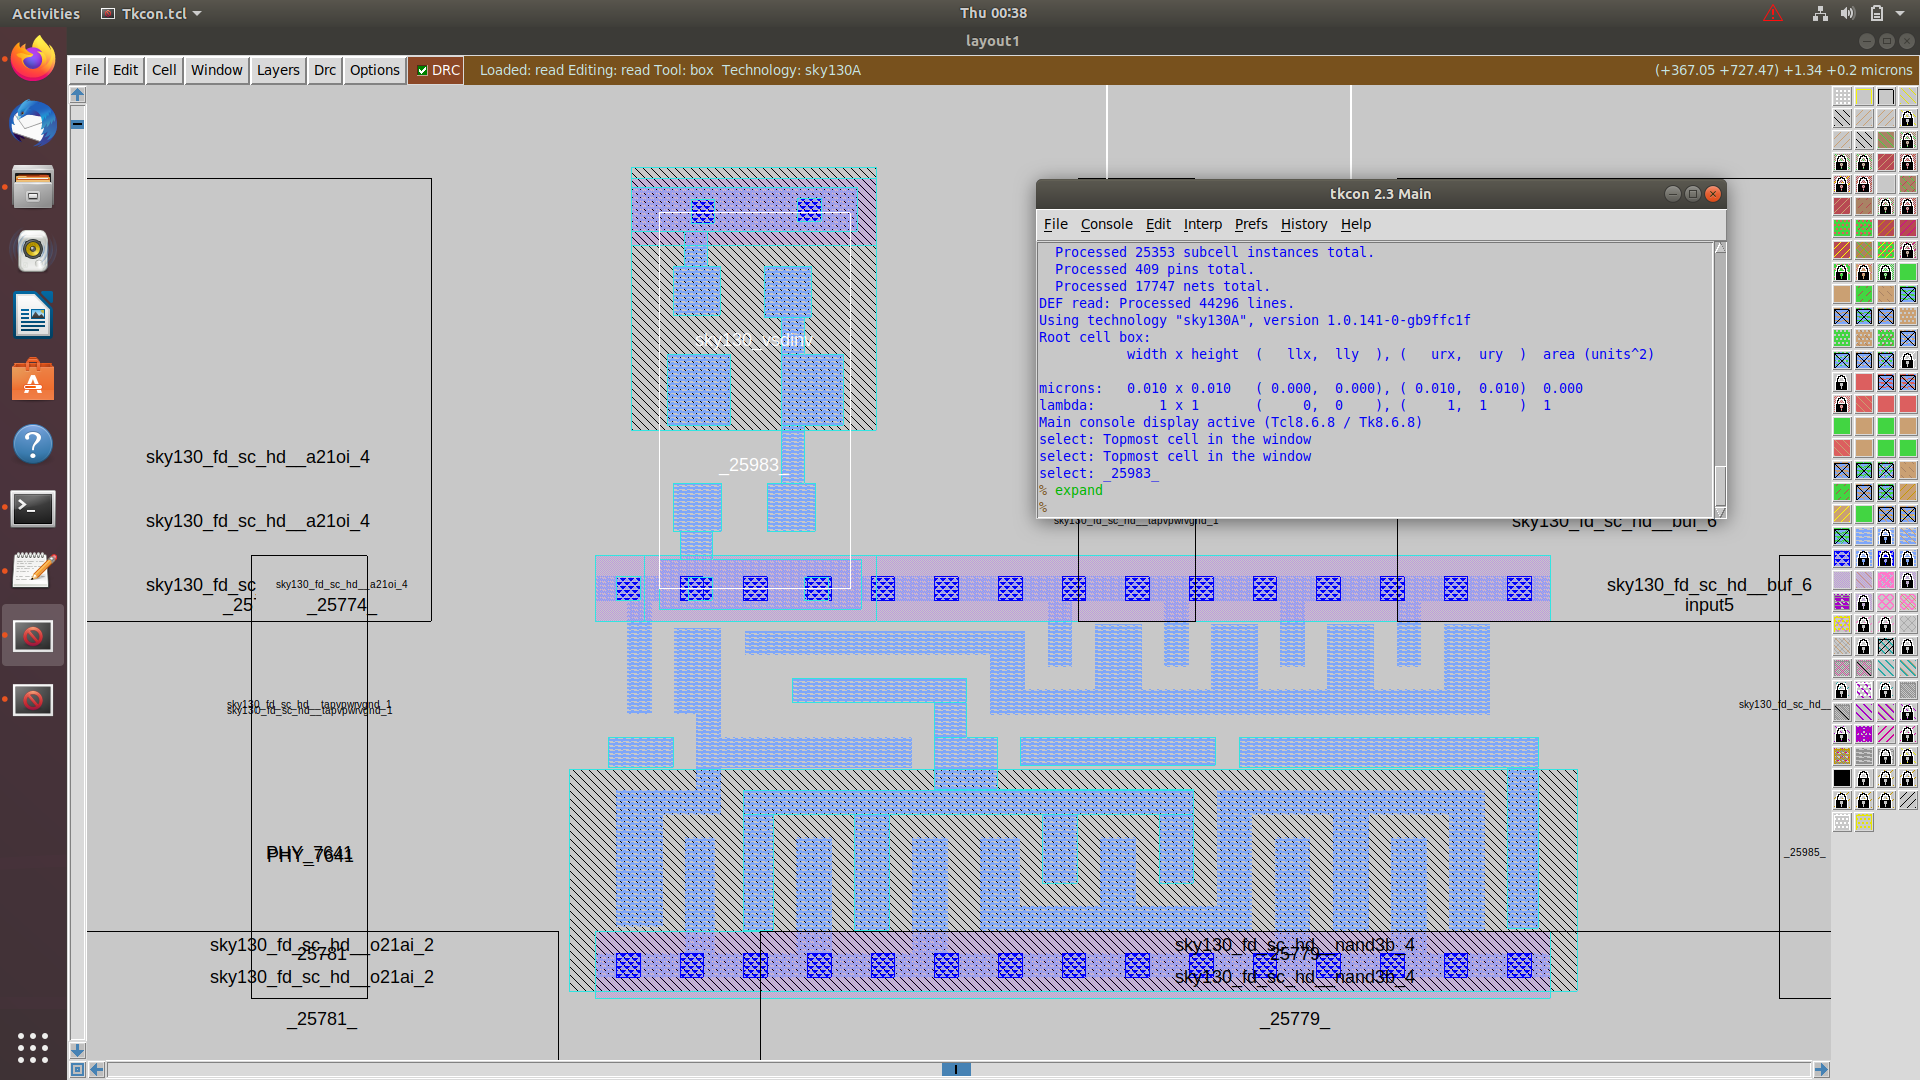 Activities
Tkcon.tcl
Thu 00:38
layout1
File Edit Cell Window Layers Drc Options DRC Loaded: read Editing: read Tool: box Technology: sky130A (+367.05 +727.47) +1.34 +0.2 microns
tkcon 2.3 Main
File Console Edit Interp Prefs History Help
Processed 25353 subcell instances total.
Processed 409 pins total.
Processed 17747 nets total.
DEF read: Processed 44296 lines.
Using technology "sky130A", version 1.0.141-0-gb9ffc1f
Root cell box:
width x height ( llx, lly ), ( urx, ury ) area (units^2)
microns: 0.010 x 0.010 ( 0.000, 0.000), ( 0.010, 0.010) 0.000
lambda: 1 x 1 ( 0, 0 ), ( 1, 1 ) 1
Main console display active (Tcl8.6.8 / Tk8.6.8)
select: Topmost cell in the window
select: Topmost cell in the window
select: _25983_
% expand
%
sky130_vsdinv
_25983_
sky130_fd_sc_hd__a21oi_4
sky130_fd_sc_hd__a21oi_4
sky130_fd_sc
sky130_fd_sc_hd__a21oi_4
_25
_25774_
sky130_fd_sc_hd__tapvpwrvgnd_1
sky130_fd_sc_hd__buf_6
sky130_fd_sc_hd__buf_6
input5
sky130_fd_sc_hd__tapvpwrvgnd_1
sky130_fd_sc_hd__tapvpwrvgnd_1
sky130_fd_sc_hd__
PHY_7641
PHY_7641
_25985_
sky130_fd_sc_hd__o21ai_2
_25781_
sky130_fd_sc_hd__o21ai_2
_25781_
sky130_fd_sc_hd__nand3b_4
_25779_
sky130_fd_sc_hd__nand3b_4
_25779_